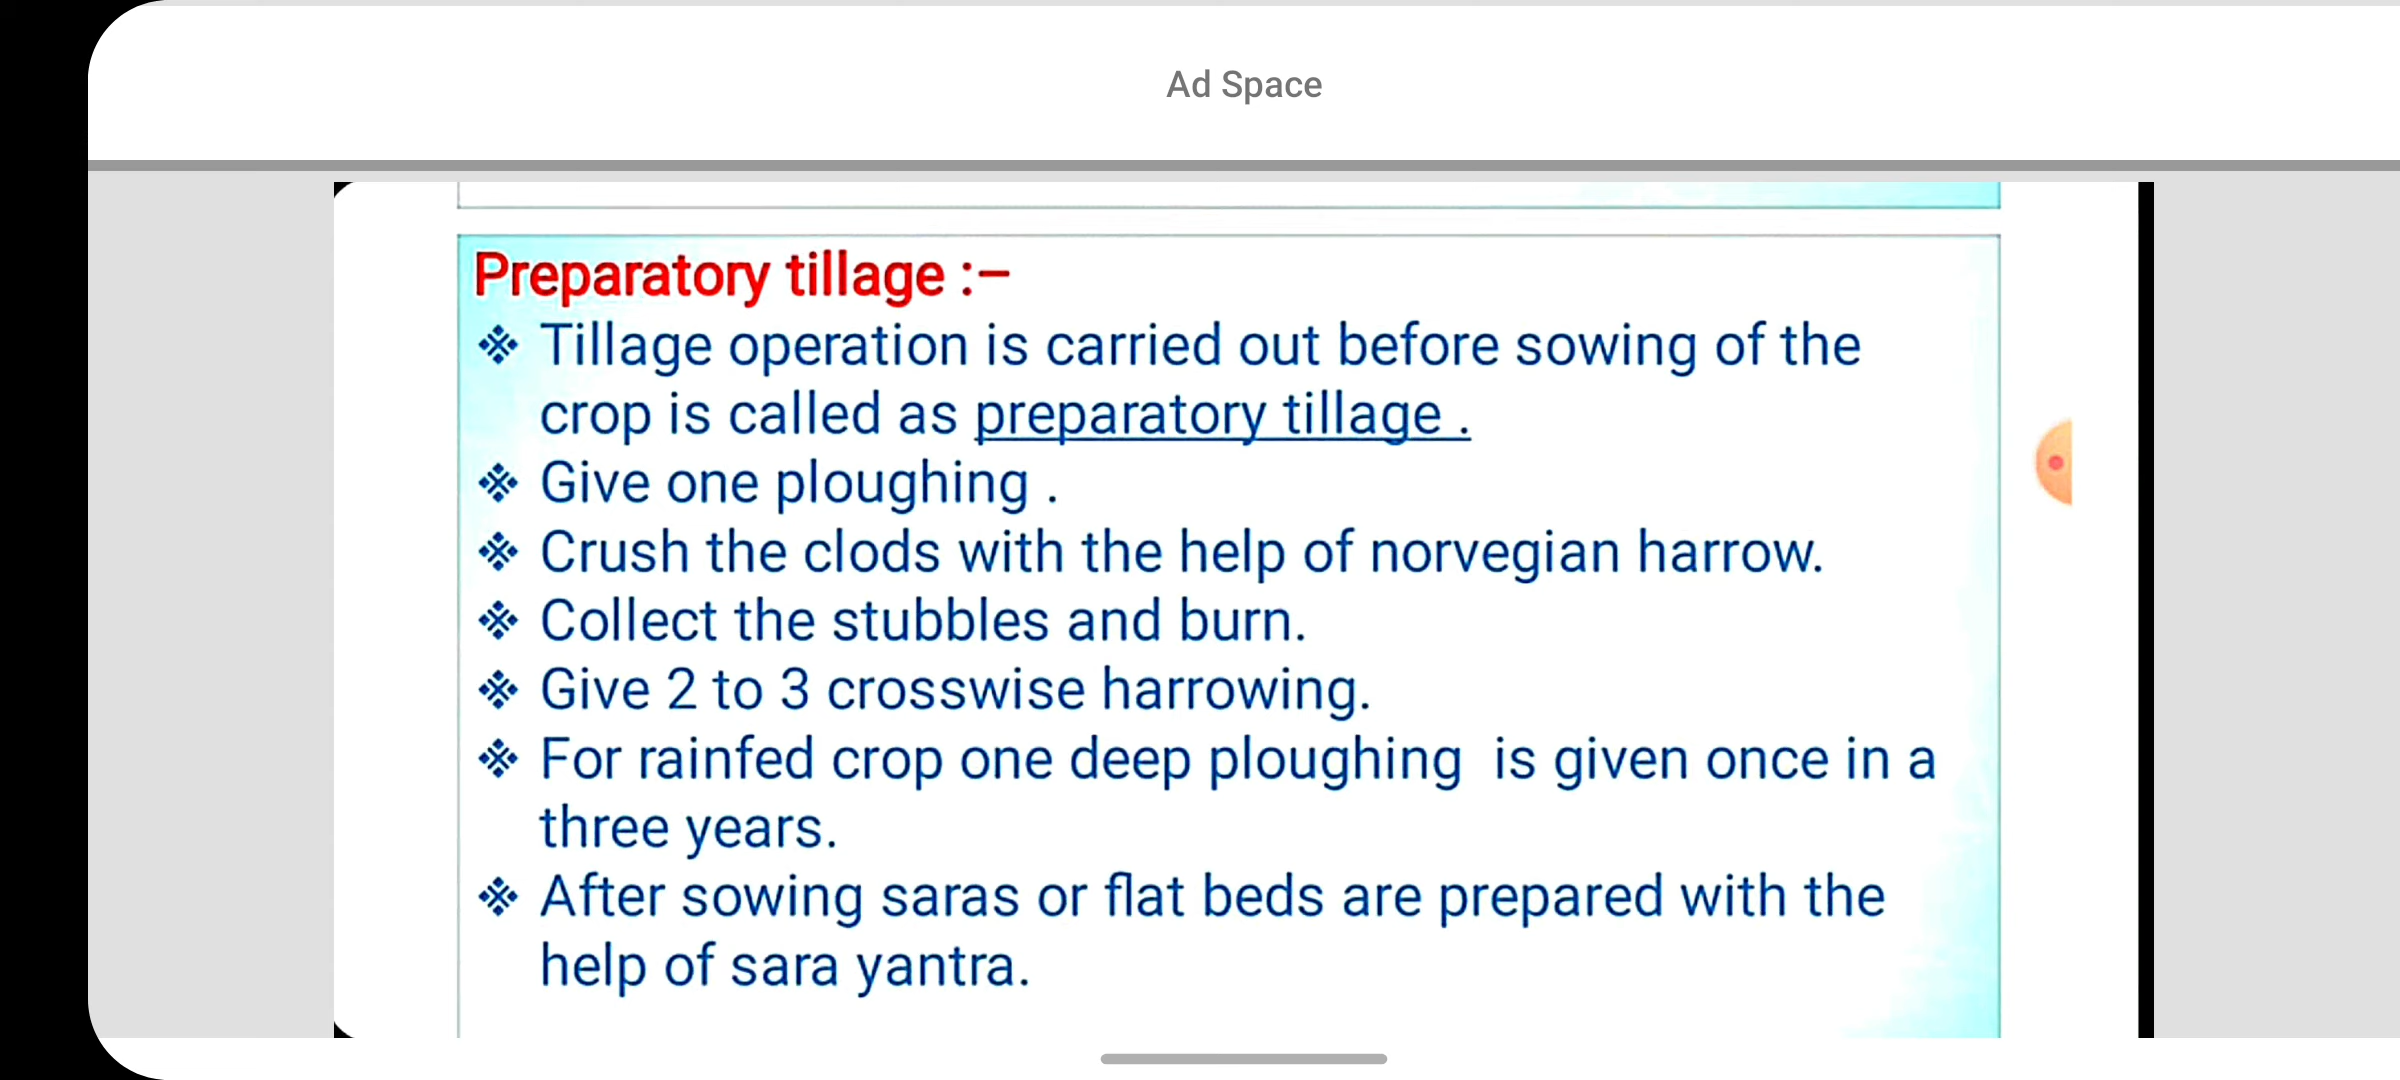 Ad Space
Preparatory tillage :–
❖ Tillage operation is carried out before sowing of the
crop is called as preparatory tillage .
❖ Give one ploughing .
❖ Crush the clods with the help of norvegian harrow.
❖ Collect the stubbles and burn.
❖ Give 2 to 3 crosswise harrowing.
❖ For rainfed crop one deep ploughing  is given once in a
three years.
❖ After sowing saras or flat beds are prepared with the
help of sara yantra.